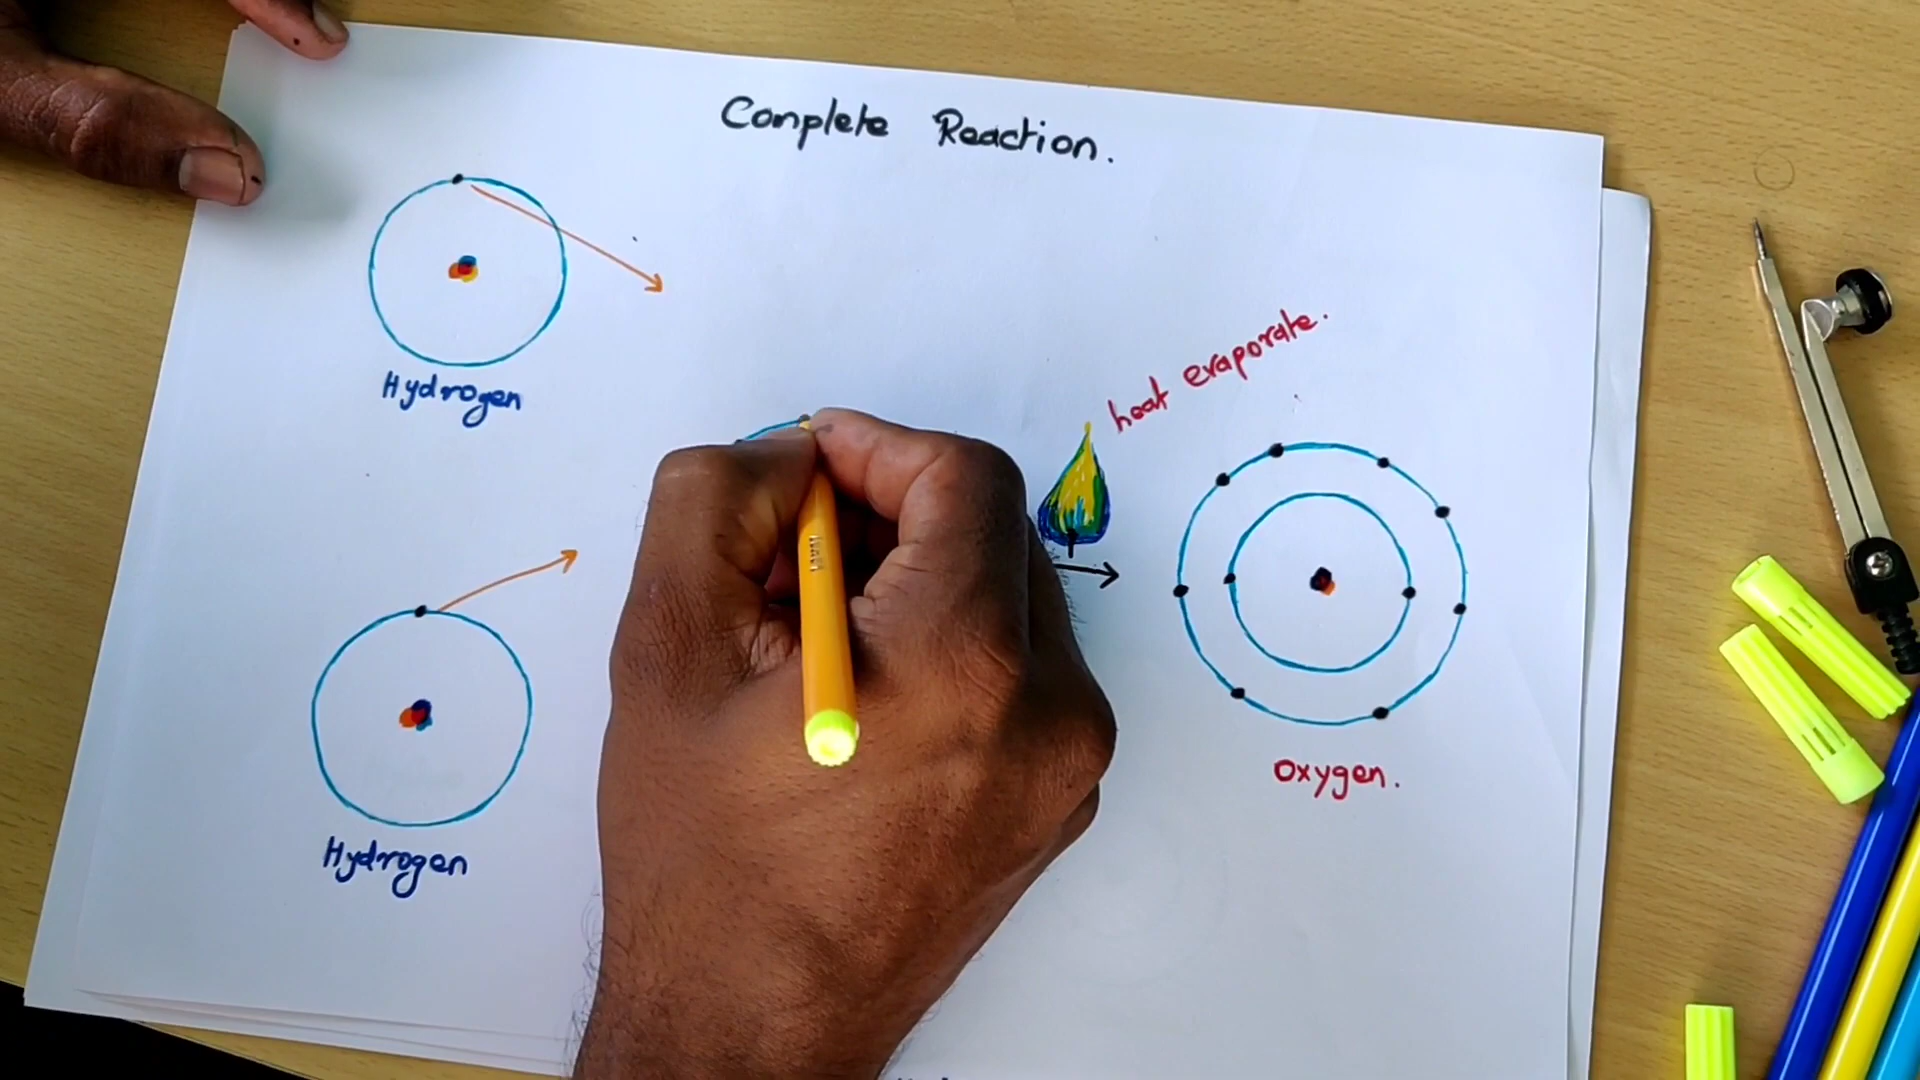 Complete Reaction.
Hydrogen
heat evaporate.
Hydrogen
Oxygen.